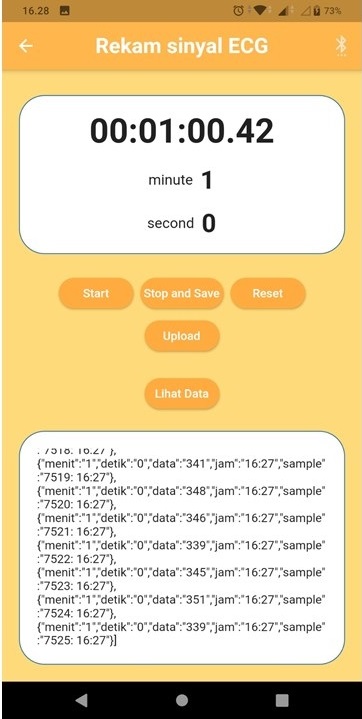 16.28
73%
Rekam sinyal ECG
00:01:00.42
minute 1
second 0
Start
Stop and Save
Reset
Upload
Lihat Data
:"7518: 16:27"},
{"menit":"1","detik":"0","data":"341","jam":"16:27","sample"
:"7519: 16:27"},
{"menit":"1","detik":"0","data":"348","jam":"16:27","sample"
:"7520: 16:27"},
{"menit":"1","detik":"0","data":"346","jam":"16:27","sample"
:"7521: 16:27"},
{"menit":"1","detik":"0","data":"339","jam":"16:27","sample"
:"7522: 16:27"},
{"menit":"1","detik":"0","data":"345","jam":"16:27","sample"
:"7523: 16:27"},
{"menit":"1","detik":"0","data":"351","jam":"16:27","sample"
:"7524: 16:27"},
{"menit":"1","detik":"0","data":"339","jam":"16:27","sample"
:"7525: 16:27"}]